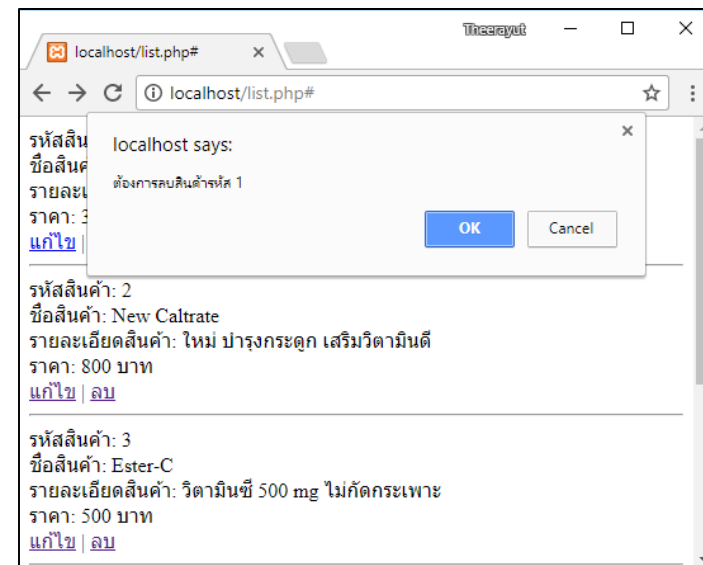 Theerayut
localhost/list.php#
localhost/list.php#
รหัสสิน
ชื่อสินค
รายละเ
ราคา: 3
แก้ไข |
localhost says:
ต้องการลบสินค้ารหัส 1
OK Cancel
รหัสสินค้า: 2
ชื่อสินค้า: New Caltrate
รายละเอียดสินค้า: ใหม่ บำรุงกระดูก เสริมวิตามินดี
ราคา: 800 บาท
แก้ไข | ลบ
รหัสสินค้า: 3
ชื่อสินค้า: Ester-C
รายละเอียดสินค้า: วิตามินซี 500 mg ไม่กัดกระเพาะ
ราคา: 500 บาท
แก้ไข | ลบ